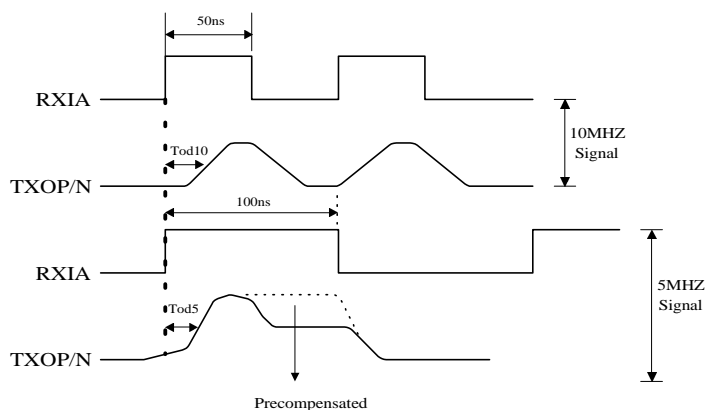 50ns
RXIA
Tod10
10MHZ
Signal
TXOP/N
100ns
RXIA
Tod5
5MHZ
Signal
TXOP/N
Precompensated